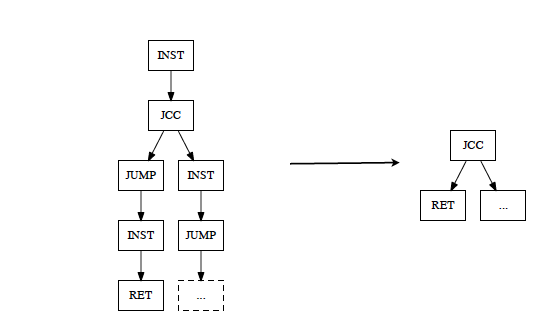 INST
JCC
JUMP INST
INST JUMP
RET ...
JCC
RET ...